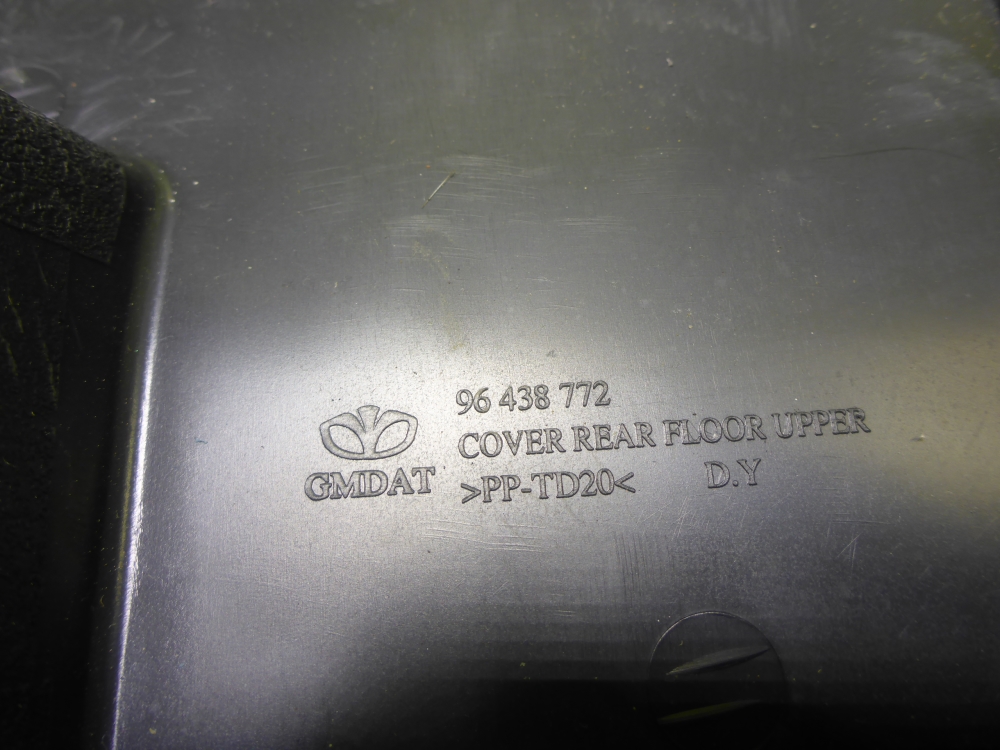 96 438 772
COVER REAR FLOOR UPPER
GMDAT >PP-TD20< D.Y